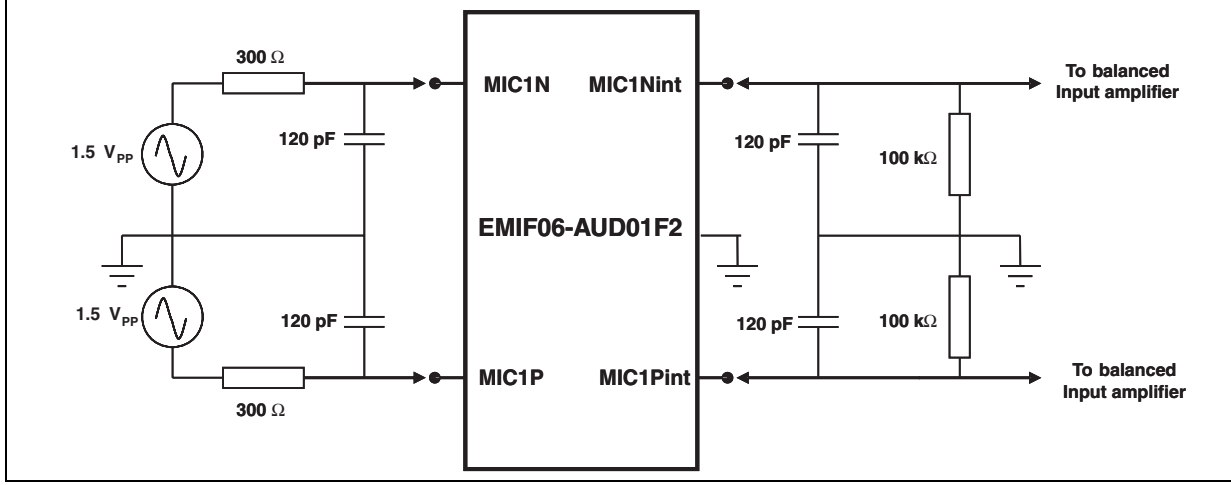 300 Ω
MIC1N
MIC1Nint
To balanced
Input amplifier
1.5 VPP
120 pF
120 pF
100 kΩ
EMIF06-AUD01F2
1.5 VPP
120 pF
120 pF
100 kΩ
MIC1P
MIC1Pint
To balanced
Input amplifier
300 Ω